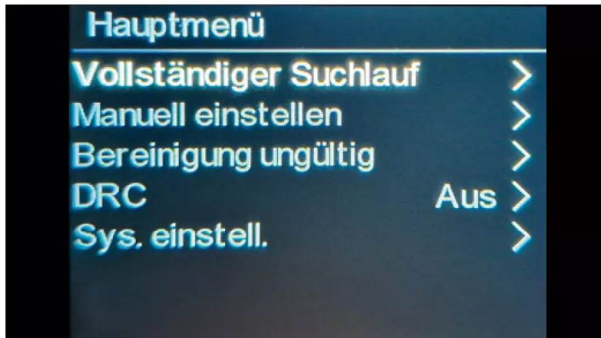 Hauptmenü
Vollständiger Suchlauf >
Manuell einstellen >
Bereinigung ungültig >
DRC Aus >
Sys. einstell. >